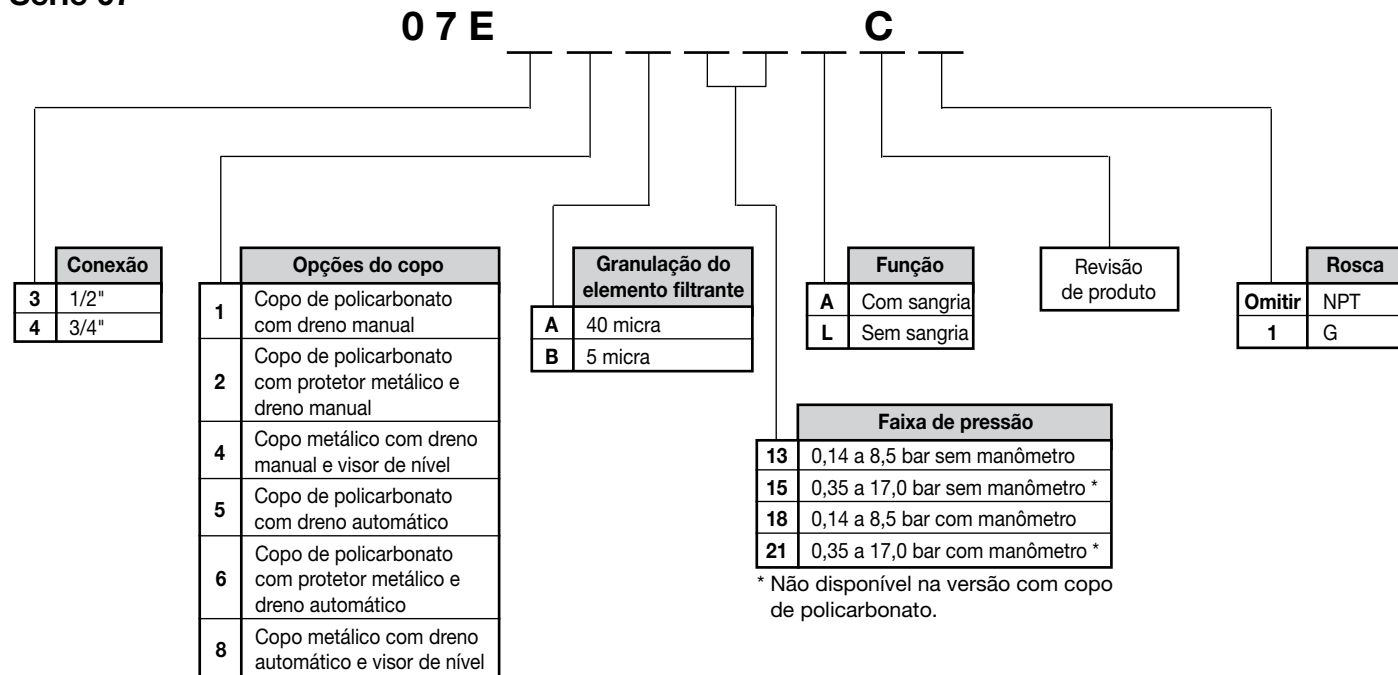 Série 07
0 7 E C
Conexão
3 1/2"
4 3/4"
Opções do copo
1 Copo de policarbonato
com dreno manual
2 Copo de policarbonato
com protetor metálico e
dreno manual
4 Copo metálico com dreno
manual e visor de nível
5 Copo de policarbonato
com dreno automático
6 Copo de policarbonato
com protetor metálico e
dreno automático
8 Copo metálico com dreno
automático e visor de nível
Granulação do
elemento filtrante
A 40 micra
B 5 micra
Função
A Com sangria
L Sem sangria
Revisão
de produto
Rosca
Omitir NPT
1 G
Faixa de pressão
13 0,14 a 8,5 bar sem manômetro
15 0,35 a 17,0 bar sem manômetro *
18 0,14 a 8,5 bar com manômetro
21 0,35 a 17,0 bar com manômetro *
* Não disponível na versão com copo
de policarbonato.